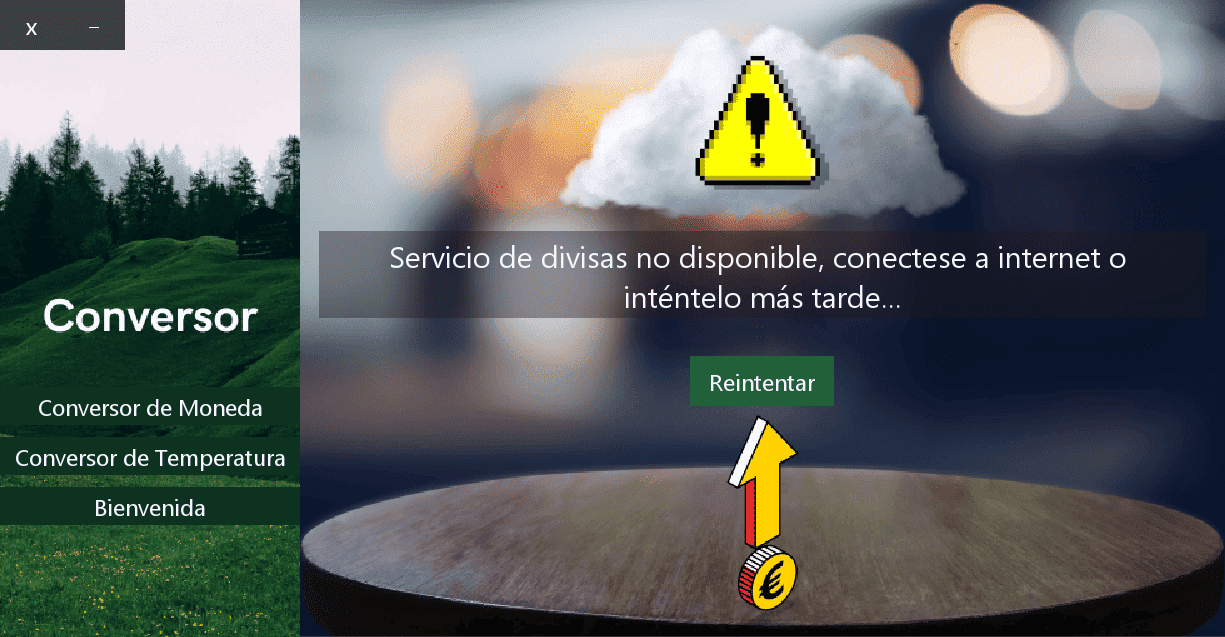 x –
Conversor
Conversor de Moneda
Conversor de Temperatura
Bienvenida
Servicio de divisas no disponible, conectese a internet o
inténtelo más tarde...
Reintentar
€